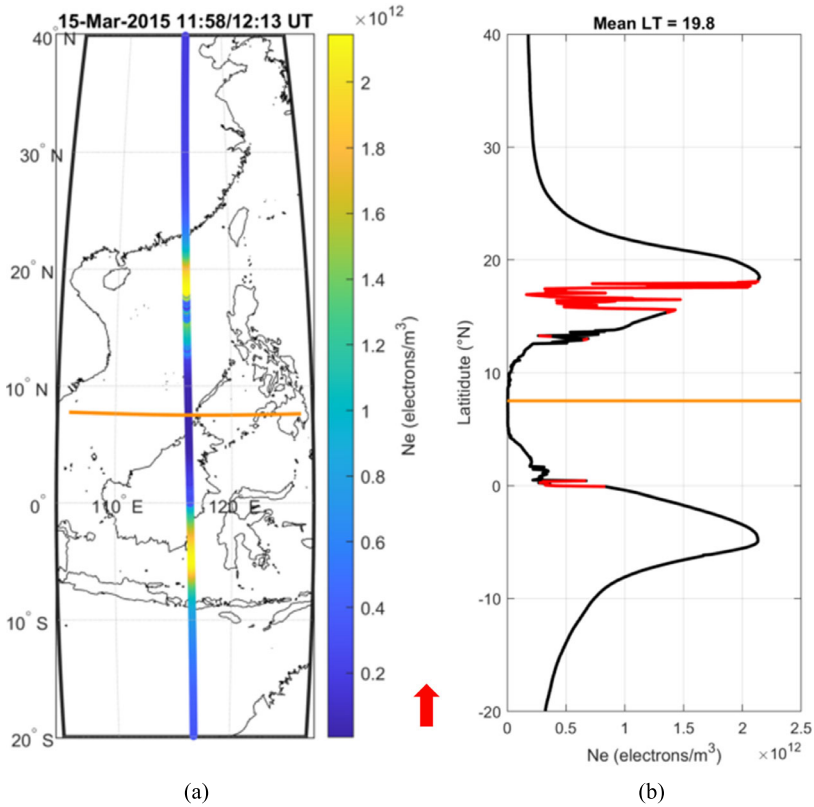 15-Mar-2015 11:58/12:13 UT
×10¹²
Mean LT = 19.8
40° N
30° N
20° N
10° N
0°
10° S
20° S
110° E
120° E
2
1.8
1.6
1.4
1.2
1
0.8
0.6
0.4
0.2
Ne (electrons/m³)
40
30
20
10
0
-10
-20
Latitidute (°N)
0
0.5
1
1.5
2
2.5
Ne (electrons/m³)
×10¹²
(a)
(b)